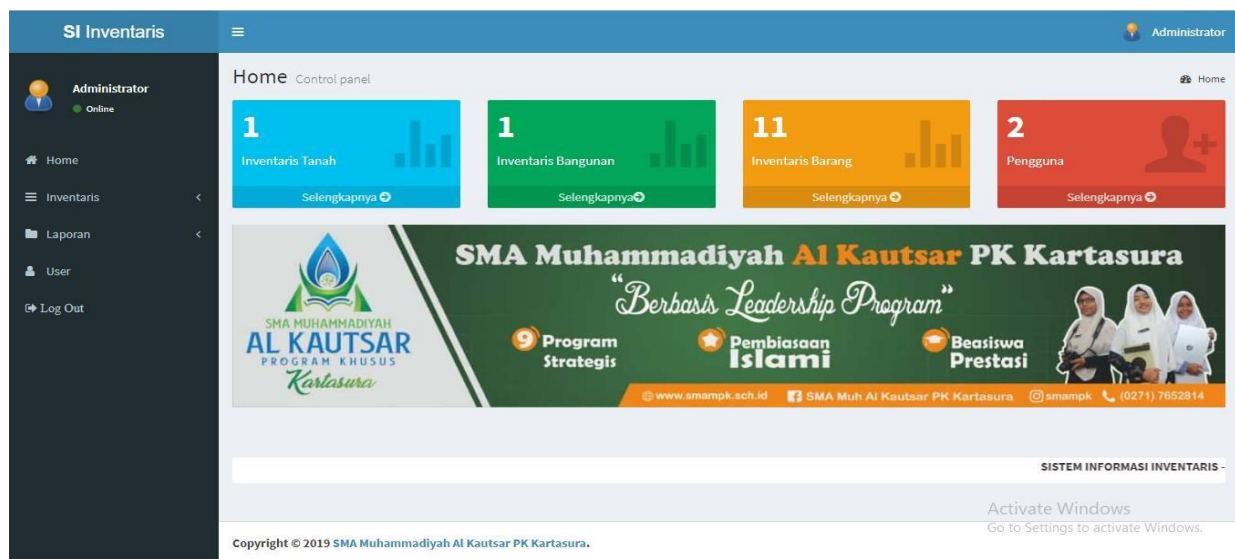 SI Inventaris
Administrator
Administrator
Online
Home
Inventaris
Laporan
User
Log Out
Home Control panel
Home
1
Inventaris Tanah
Selengkapnya
1
Inventaris Bangunan
Selengkapnya
11
Inventaris Barang
Selengkapnya
2
Pengguna
Selengkapnya
SMA MUHAMMADIYAH
AL KAUTSAR
PROGRAM KHUSUS
Kartasura
SMA Muhammadiyah Al Kautsar PK Kartasura
“Berbasis Leadership Program”
9 Program
Strategis
Pembiasaan
Islami
Beasiswa
Prestasi
www.smampk.sch.id SMA Muh Al Kautsar PK Kartasura smampk (0271) 7652814
SISTEM INFORMASI INVENTARIS -
Activate Windows
Go to Settings to activate Windows.
Copyright © 2019 SMA Muhammadiyah Al Kautsar PK Kartasura.